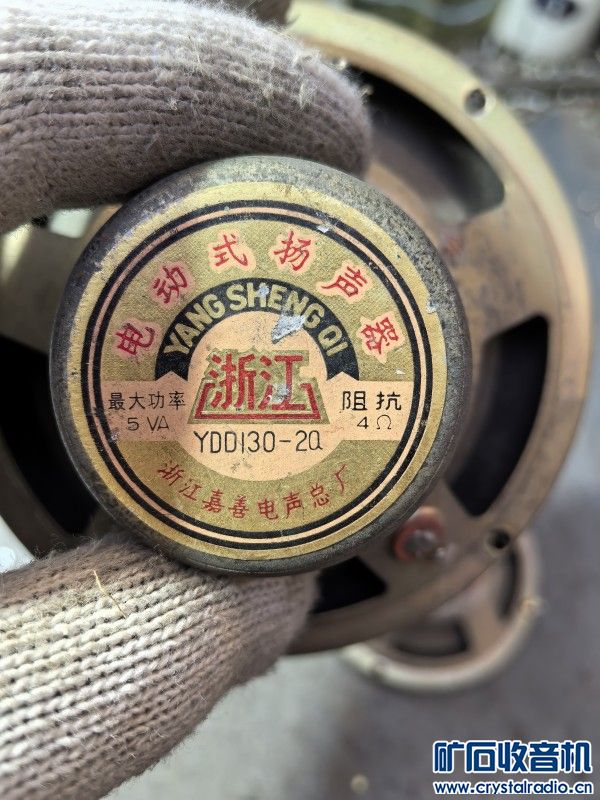 电动式扬声器
YANG SHENG QI
浙江
最大功率
5 VA
阻抗
4Ω
YDD130-2Q
浙江嘉善电声总厂
矿石收音机
www.crystalradio.cn